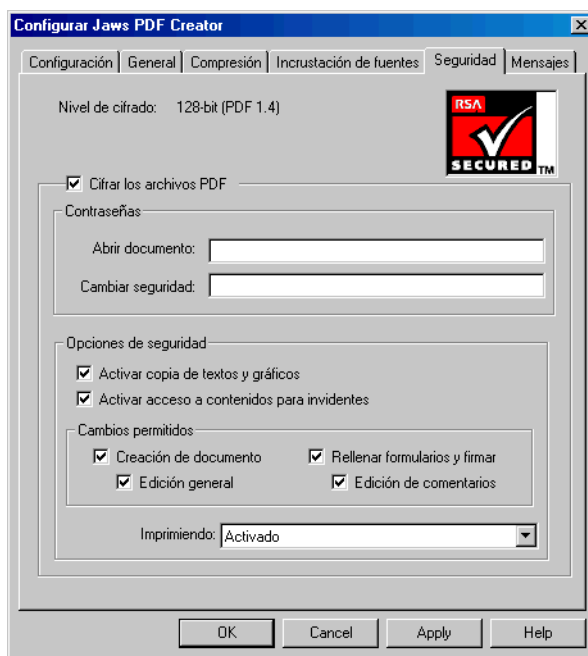 Configurar Jaws PDF Creator
Configuración General Compresión Incrustación de fuentes Seguridad Mensajes
Nivel de cifrado: 128-bit (PDF 1.4)
RSA
SECURED TM
Cifrar los archivos PDF
Contraseñas
Abrir documento:
Cambiar seguridad:
Opciones de seguridad
Activar copia de textos y gráficos
Activar acceso a contenidos para invidentes
Cambios permitidos
Creación de documento Rellenar formularios y firmar
Edición general Edición de comentarios
Imprimiendo: Activado
OK Cancel Apply Help